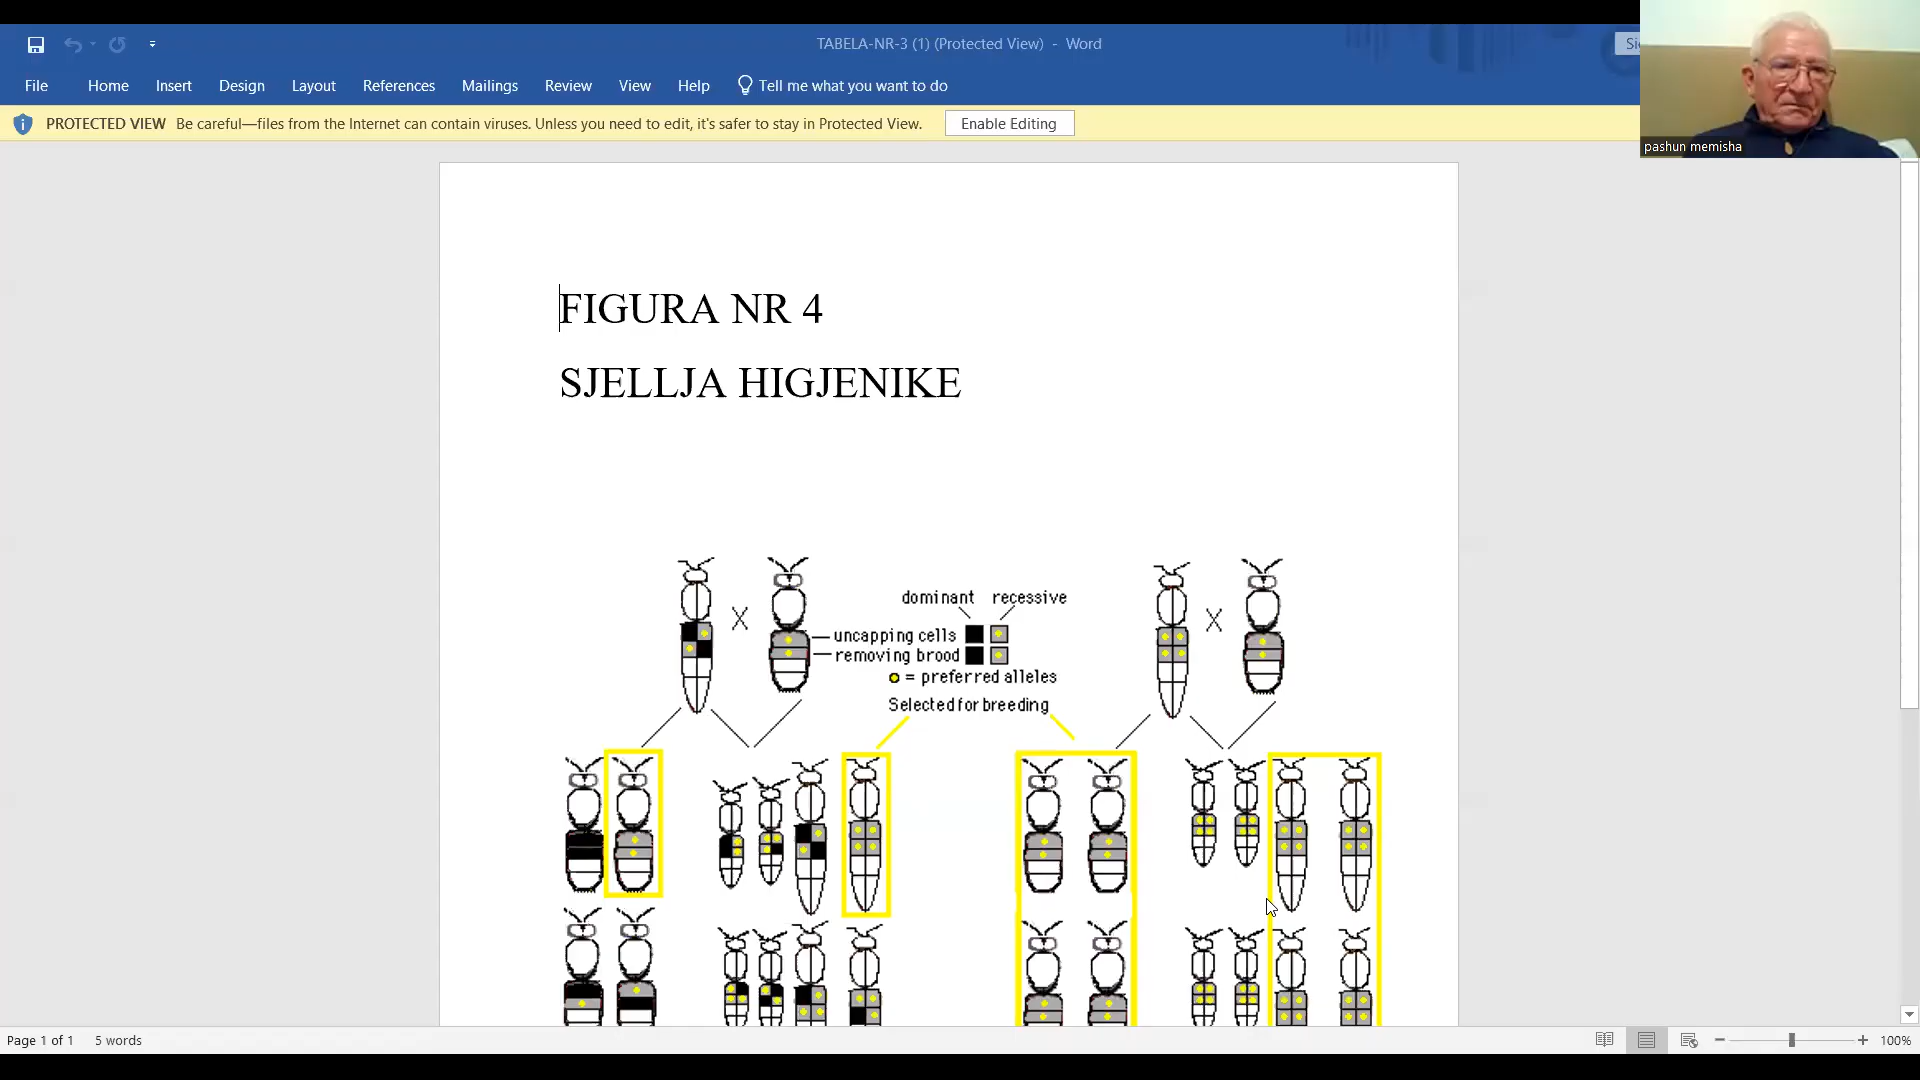 TABELA-NR-3 (1) (Protected View) - Word
File Home Insert Design Layout References Mailings Review View Help Tell me what you want to do
PROTECTED VIEW Be careful—files from the Internet can contain viruses. Unless you need to edit, it's safer to stay in Protected View. Enable Editing
pashun memisha
FIGURA NR 4
SJELLJA HIGJENIKE
dominant recessive
X
uncapping cells
X
removing brood
= preferred alleles
Selected for breeding
Page 1 of 1 5 words
100%